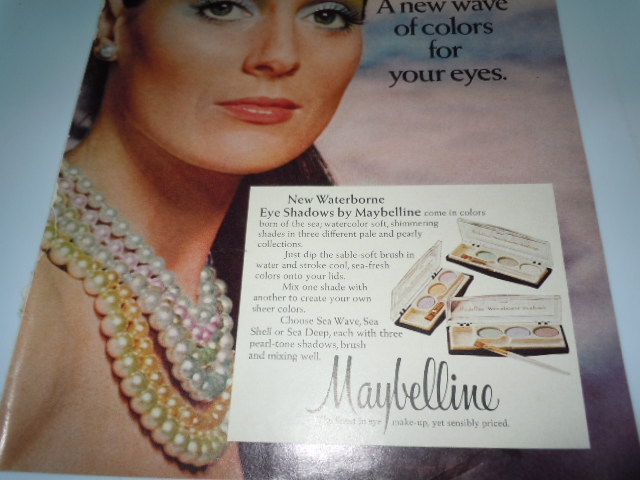 A new wave
of colors
for
your eyes.
New Waterborne
Eye Shadows by Maybelline come in colors
born of the sea; watercolor soft, shimmering
shades in three different pale and pearly
collections.
Just dip the sable-soft brush in
water and stroke cool, sea-fresh
colors onto your lids.
Mix one shade with
another to create your own
sheer colors.
Choose Sea Wave, Sea
Shell or Sea Deep, each with three
pearl-tone shadows, brush
and mixing well.
Maybelline
The finest in eye make-up, yet sensibly priced.